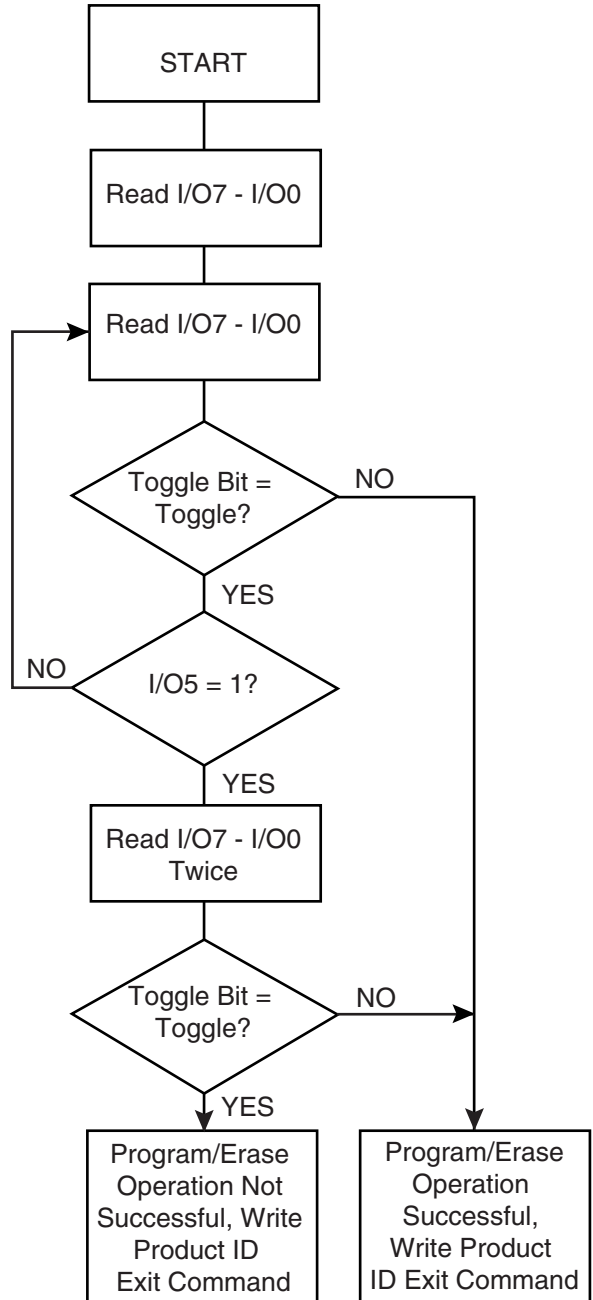 START
Read I/O7 - I/O0
Read I/O7 - I/O0
Toggle Bit =
Toggle?
NO
YES
NO
I/O5 = 1?
YES
Read I/O7 - I/O0
Twice
Toggle Bit =
Toggle?
NO
YES
Program/Erase
Operation Not
Successful, Write
Product ID
Exit Command
Program/Erase
Operation
Successful,
Write Product
ID Exit Command